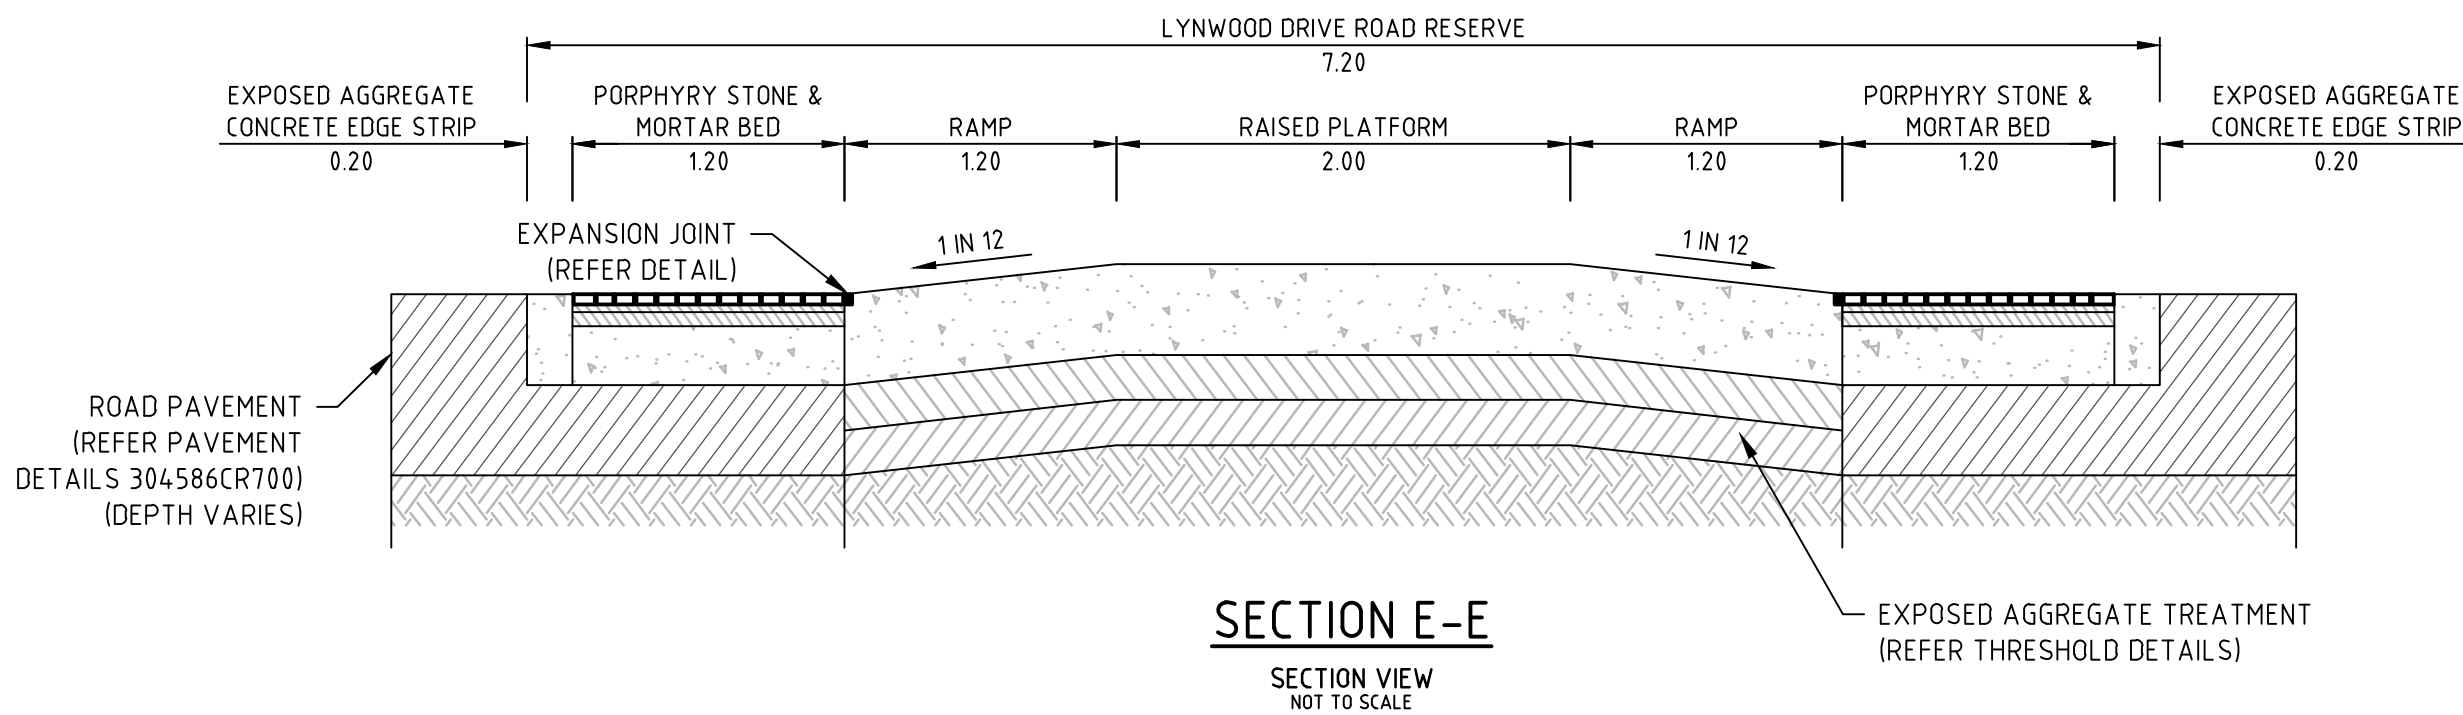 LYNWOOD DRIVE ROAD RESERVE
7.20
EXPOSED AGGREGATE
CONCRETE EDGE STRIP
0.20
PORPHYRY STONE &
MORTAR BED
1.20
RAMP
1.20
RAISED PLATFORM
2.00
RAMP
1.20
PORPHYRY STONE &
MORTAR BED
1.20
EXPOSED AGGREGATE
CONCRETE EDGE STRIP
0.20
EXPANSION JOINT
(REFER DETAIL)
1 IN 12
1 IN 12
ROAD PAVEMENT
(REFER PAVEMENT
DETAILS 304586CR700)
(DEPTH VARIES)
EXPOSED AGGREGATE TREATMENT
(REFER THRESHOLD DETAILS)
SECTION E-E
SECTION VIEW
NOT TO SCALE